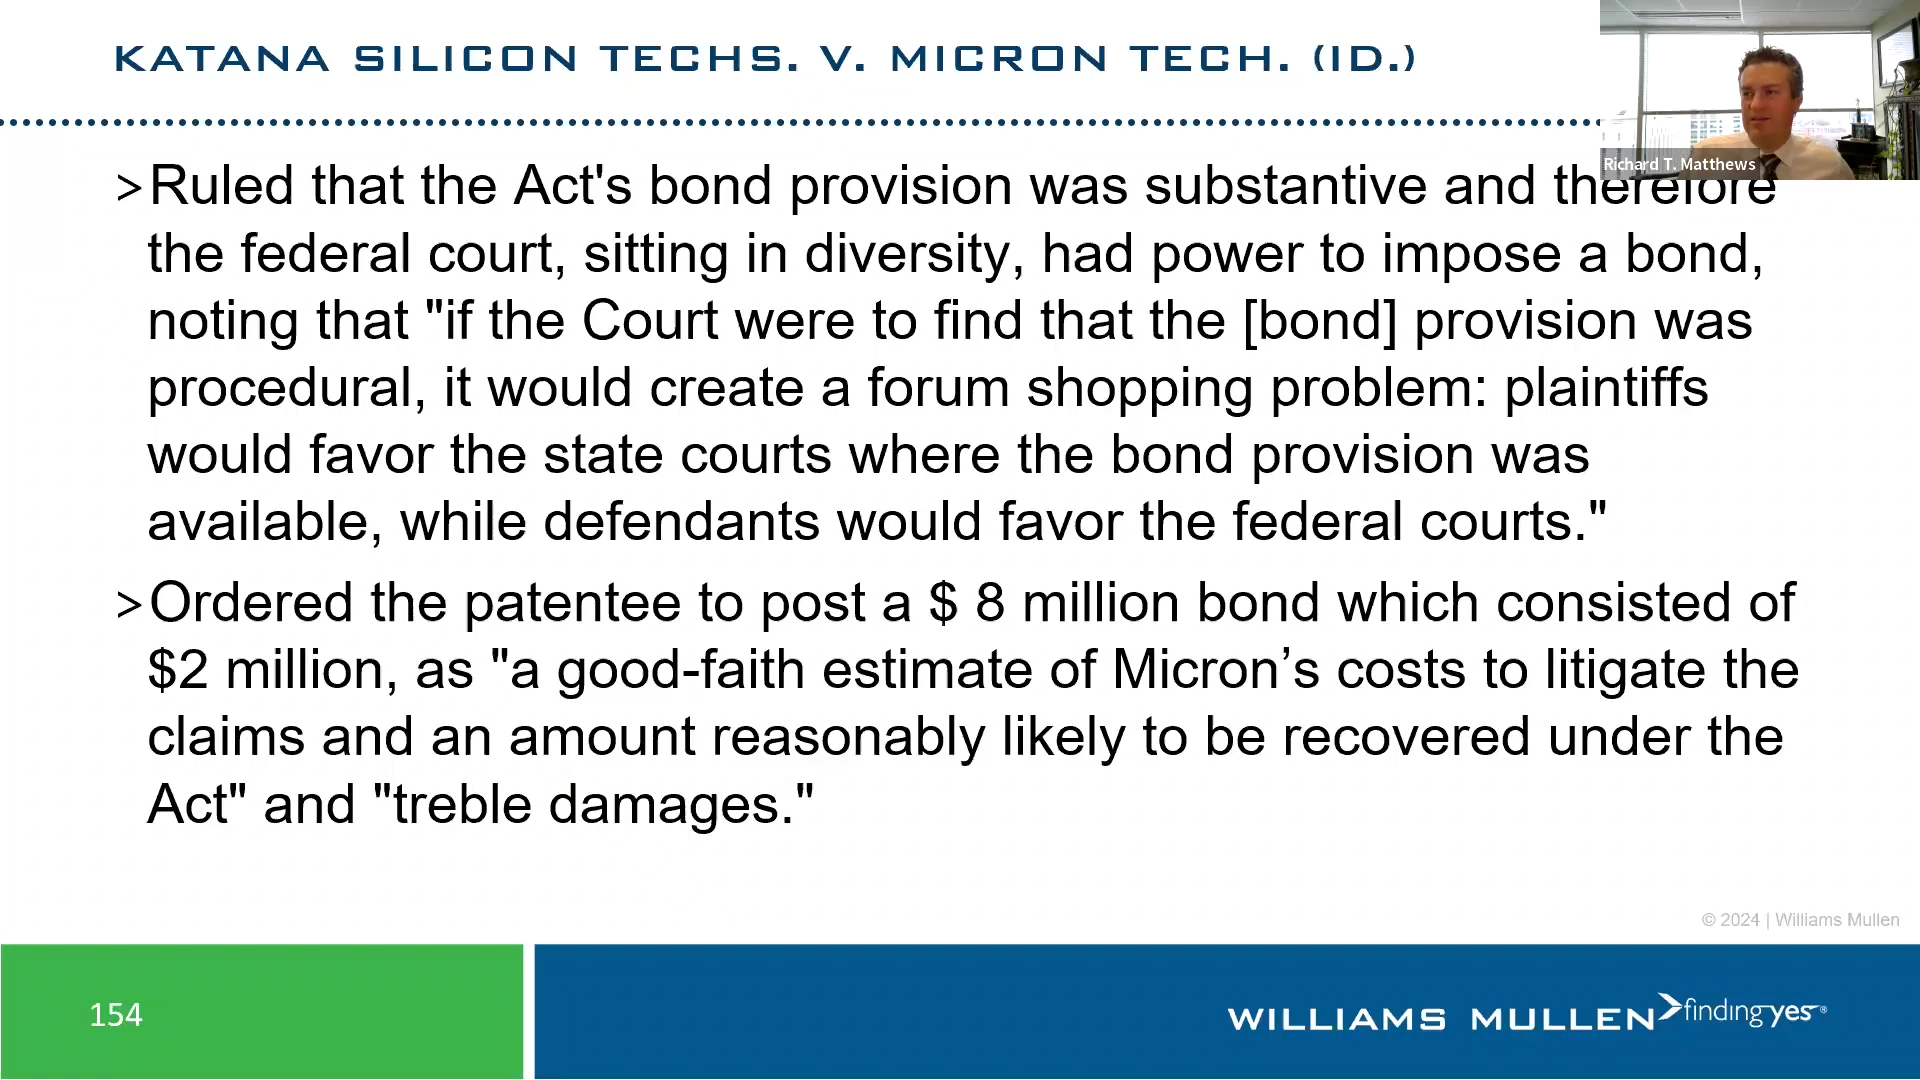 KATANA SILICON TECHS. V. MICRON TECH. (ID.)
Richard T. Matthews
>Ruled that the Act's bond provision was substantive and therefore
the federal court, sitting in diversity, had power to impose a bond,
noting that "if the Court were to find that the [bond] provision was
procedural, it would create a forum shopping problem: plaintiffs
would favor the state courts where the bond provision was
available, while defendants would favor the federal courts."
>Ordered the patentee to post a $ 8 million bond which consisted of
$2 million, as "a good-faith estimate of Micron’s costs to litigate the
claims and an amount reasonably likely to be recovered under the
Act" and "treble damages."
© 2024 | Williams Mullen
154
WILLIAMS MULLEN finding yes®